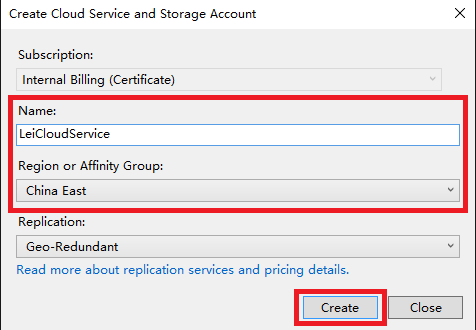 Create Cloud Service and Storage Account
Subscription:
Internal Billing (Certificate)
Name:
LeiCloudService
Region or Affinity Group:
China East
Replication:
Geo-Redundant
Read more about replication services and pricing details.
Create Close